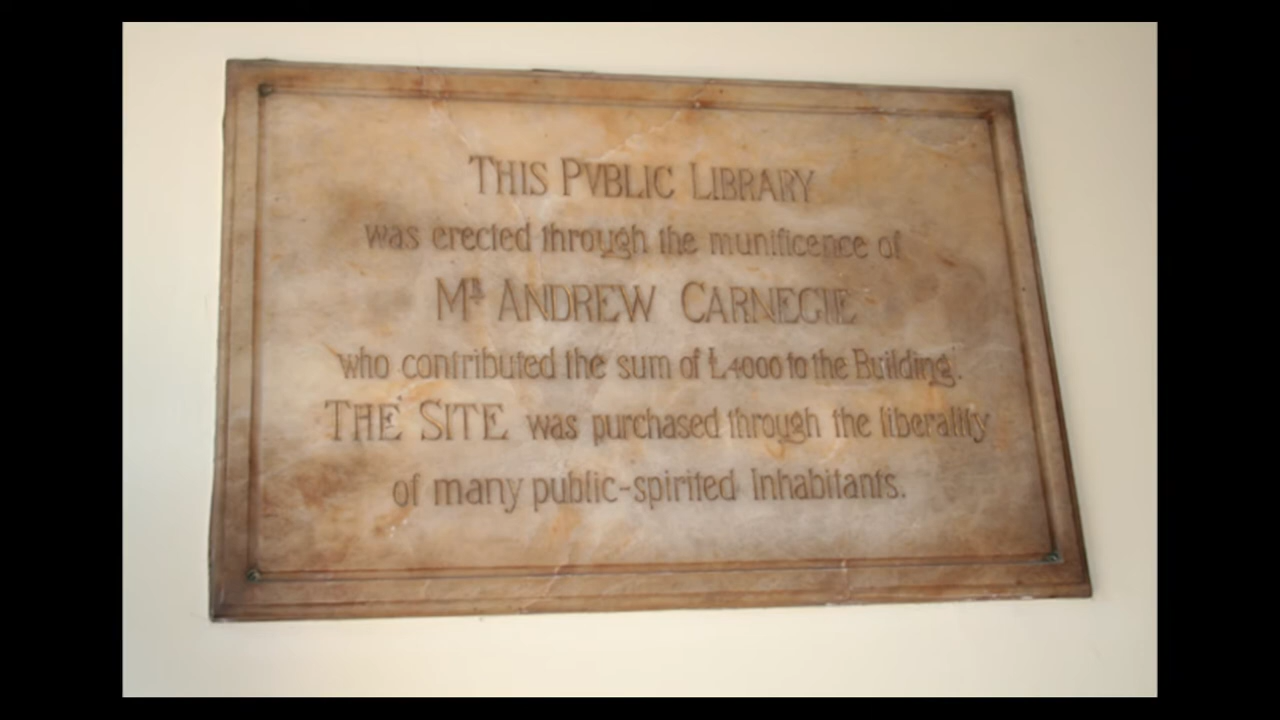 THIS PVBLIC LIBRARY
was erected through the munificence of
MR ANDREW CARNEGIE
who contributed the sum of £4000 to the Building.
THE SITE was purchased through the liberality
of many public-spirited Inhabitants.